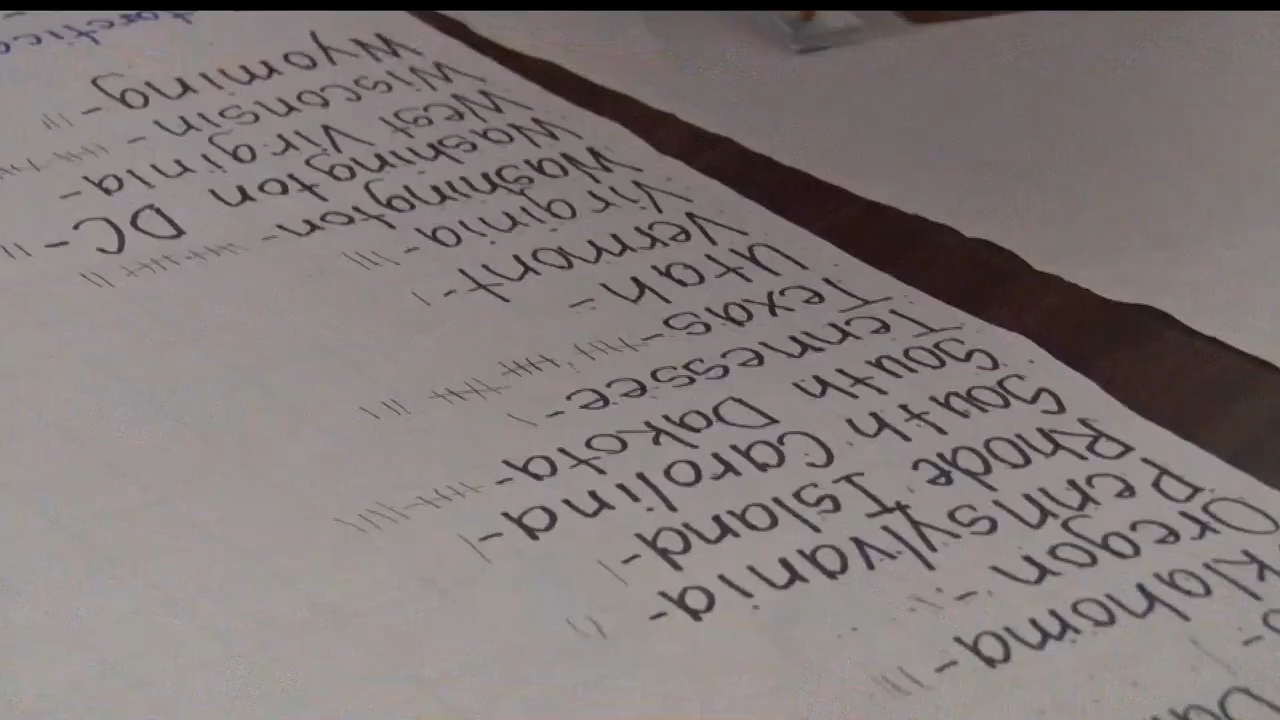 klahoma-
Oregon -
Pennsylvania-
Rhode Island-
South Carolina-
South Dakota-
Tennessee-
Texas-
Utah-
Vermont-
Virginia-
Washington-
Washington DC-
West Virginia-
Wisconsin-
Wyoming-